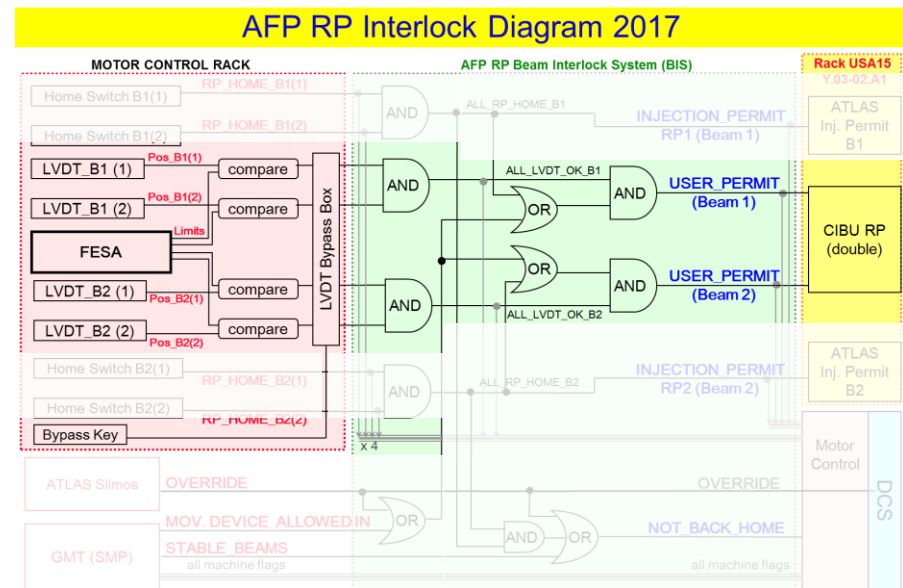 AFP RP Interlock Diagram 2017
MOTOR CONTROL RACK
AFP RP Beam Interlock System (BIS)
Rack USA15
Y.03-02.A1
Home Switch B1(1)
RP_HOME_B1(1)
AND
ALL_RP_HOME_B1
INJECTION_PERMIT
RP1 (Beam 1)
ATLAS
Inj. Permit
B1
Home Switch B1(2)
RP_HOME_B1(2)
LVDT_B1 (1)
Pos_B1(1)
compare
LVDT_B1 (2)
Pos_B1(2)
compare
Limits
FESA
LVDT_B2 (1)
Pos_B2(1)
compare
LVDT_B2 (2)
Pos_B2(2)
compare
LVDT Bypass Box
AND
ALL_LVDT_OK_B1
OR
AND
USER_PERMIT
(Beam 1)
CIBU RP
(double)
AND
OR
AND
USER_PERMIT
(Beam 2)
ALL_LVDT_OK_B2
Home Switch B2(1)
RP_HOME_B2(1)
AND
ALL_RP_HOME_B2
INJECTION_PERMIT
RP2 (Beam 2)
ATLAS
Inj. Permit
B2
Home Switch B2(2)
RP_HOME_B2(2)
Bypass Key
x 4
Motor
Control
DCS
ATLAS Slimos
OVERRIDE
OVERRIDE
MOV. DEVICE_ALLOWED IN
OR
GMT (SMP)
STABLE_BEAMS
all machine flags
AND
OR
NOT_BACK_HOME
all machine flags